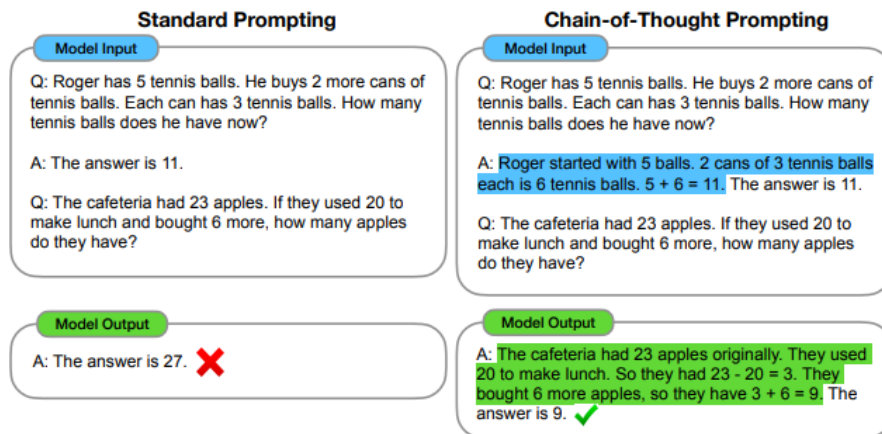 Standard Prompting
Model Input
Q: Roger has 5 tennis balls. He buys 2 more cans of
tennis balls. Each can has 3 tennis balls. How many
tennis balls does he have now?
A: The answer is 11.
Q: The cafeteria had 23 apples. If they used 20 to
make lunch and bought 6 more, how many apples
do they have?
Model Output
A: The answer is 27.
Chain-of-Thought Prompting
Model Input
Q: Roger has 5 tennis balls. He buys 2 more cans of
tennis balls. Each can has 3 tennis balls. How many
tennis balls does he have now?
A: Roger started with 5 balls. 2 cans of 3 tennis balls
each is 6 tennis balls. 5 + 6 = 11. The answer is 11.
Q: The cafeteria had 23 apples. If they used 20 to
make lunch and bought 6 more, how many apples
do they have?
Model Output
A: The cafeteria had 23 apples originally. They used
20 to make lunch. So they had 23 - 20 = 3. They
bought 6 more apples, so they have 3 + 6 = 9. The
answer is 9.